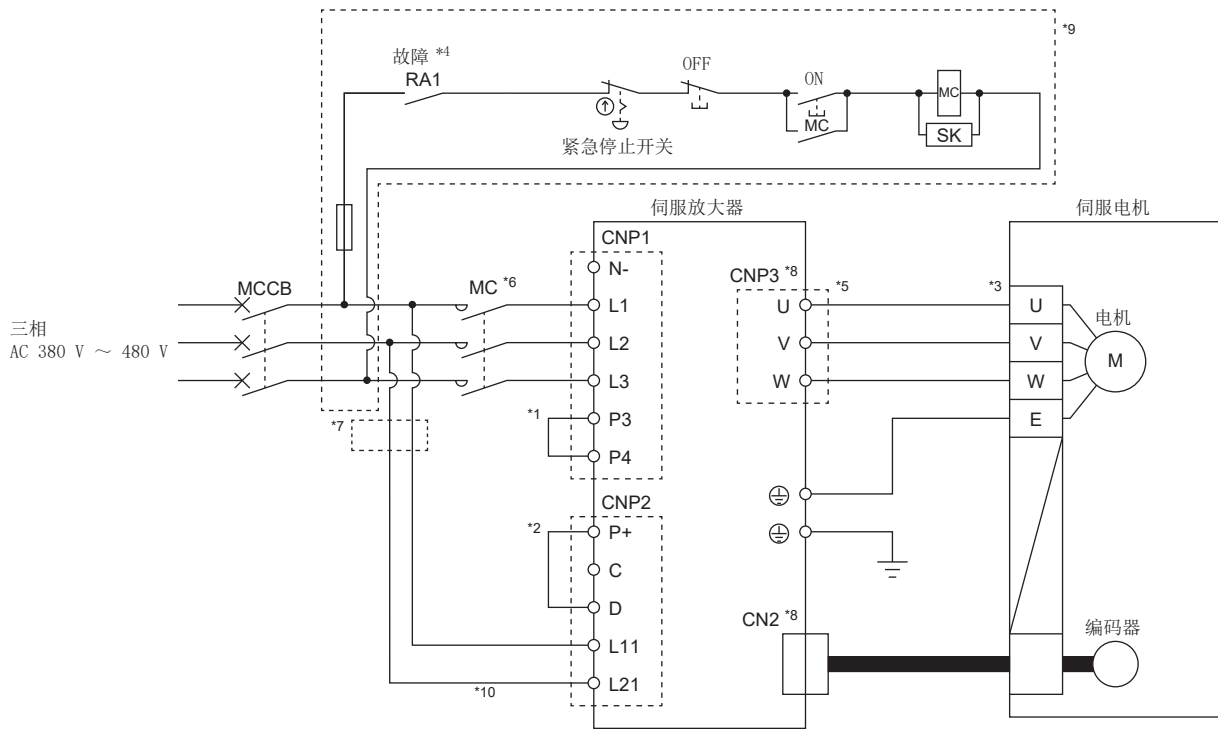 *9
故障 *4
RA1
OFF
ON
MC
MC
SK
紧急停止开关
伺服放大器
伺服电机
CNP1
N-
MCCB
MC *6
L1
CNP3 *8
*5
*3
U
U
电机
三相
AC 380 V ～ 480 V
L2
V
V
M
L3
W
W
*7
*1
P3
E
P4
CNP2
*2
P+
C
D
CN2 *8
编码器
L11
*10
L21